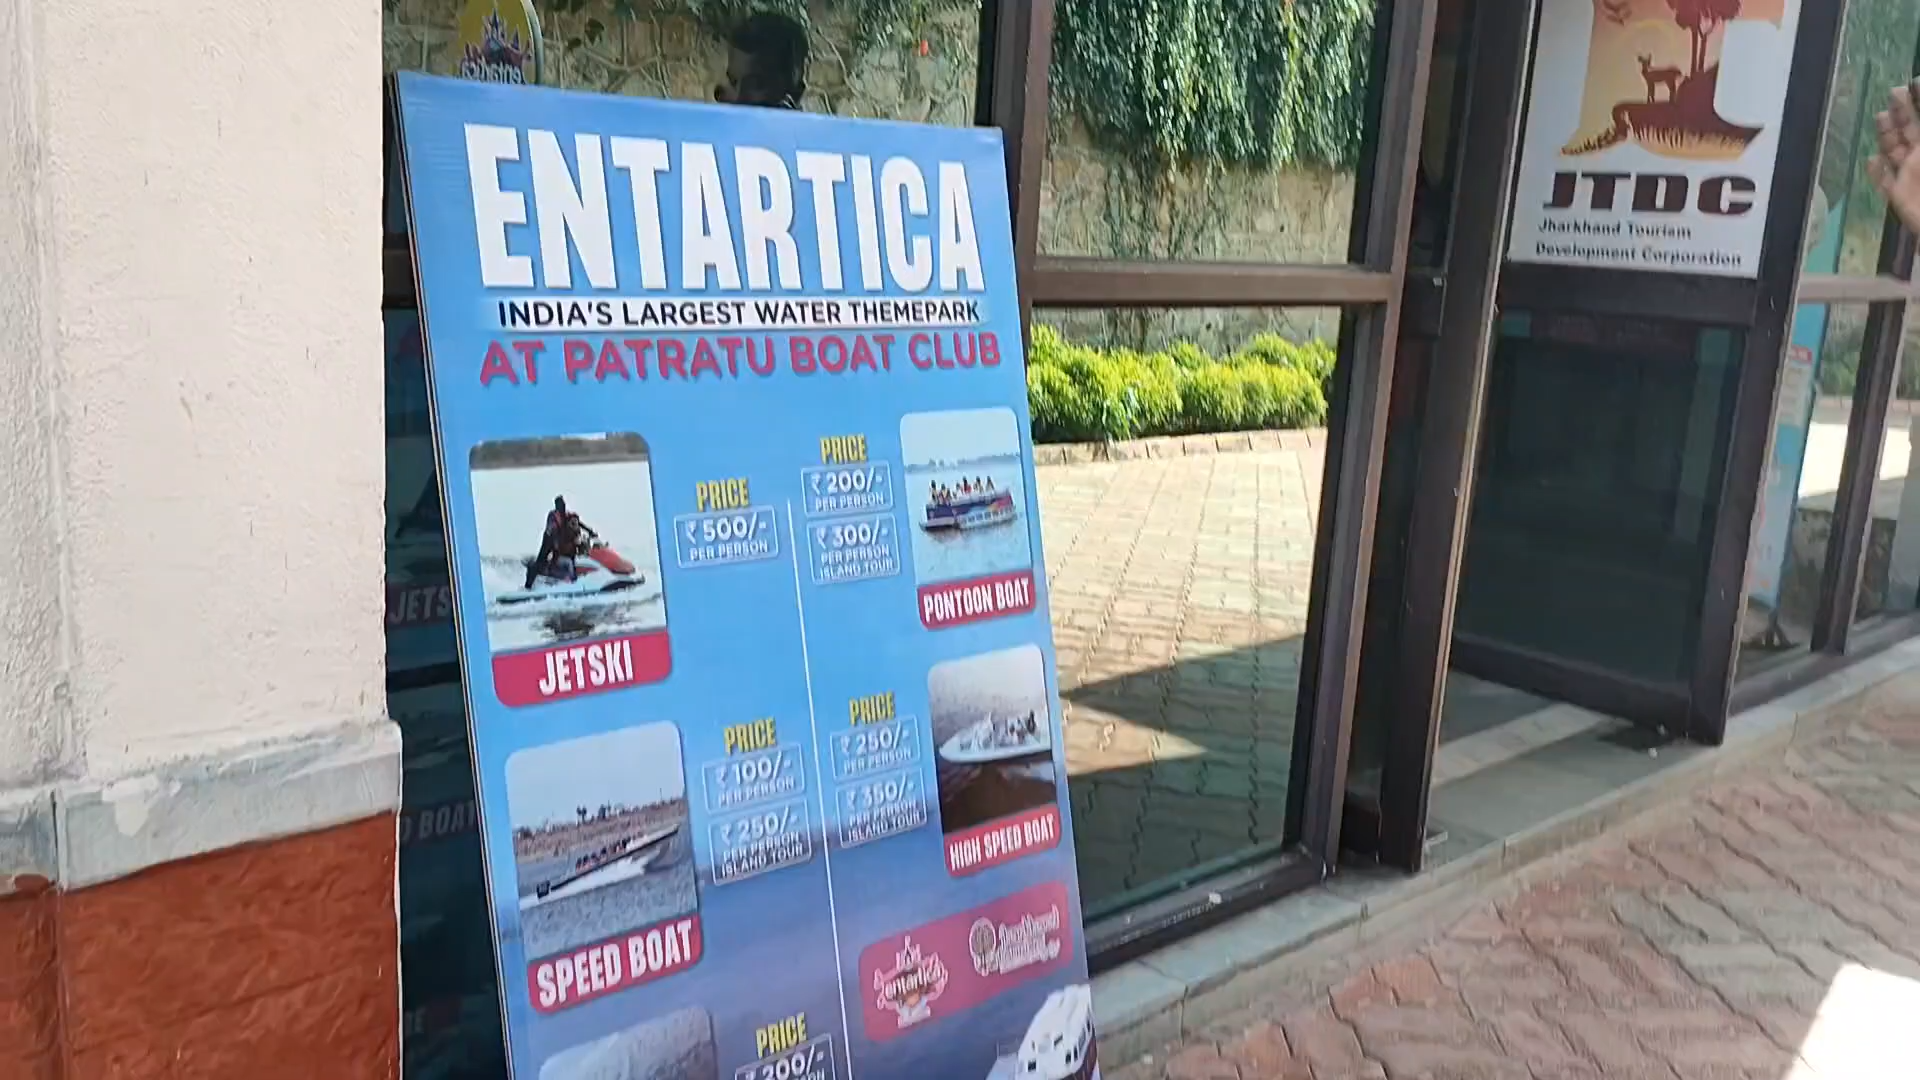 ENTARTICA
INDIA'S LARGEST WATER THEMEPARK
AT PATRATU BOAT CLUB
PRICE
₹500/-
PER PERSON
JETSKI
PRICE
₹200/-
PER PERSON
₹300/-
PER PERSON
ISLAND TOUR
PONTOON BOAT
PRICE
₹100/-
PER PERSON
₹250/-
PER PERSON
ISLAND TOUR
SPEED BOAT
PRICE
₹250/-
PER PERSON
₹350/-
PER PERSON
ISLAND TOUR
HIGH SPEED BOAT
entartica
PRICE
₹200/-
JTDC
Jharkhand Tourism
Development Corporation